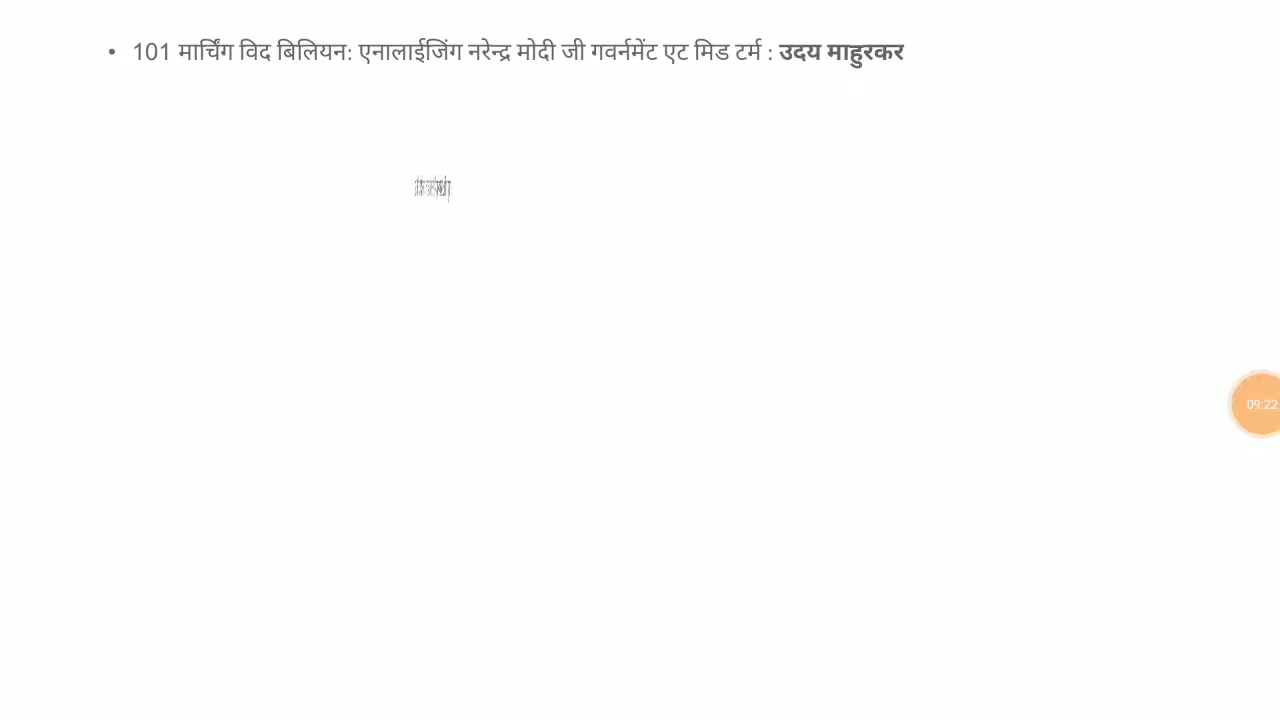 • 101 मार्चिंग विद बिलियन: एनालाईजिंग नरेन्द्र मोदी जी गवर्नमेंट एट मिड टर्म : उदय माहुरकर
09:22